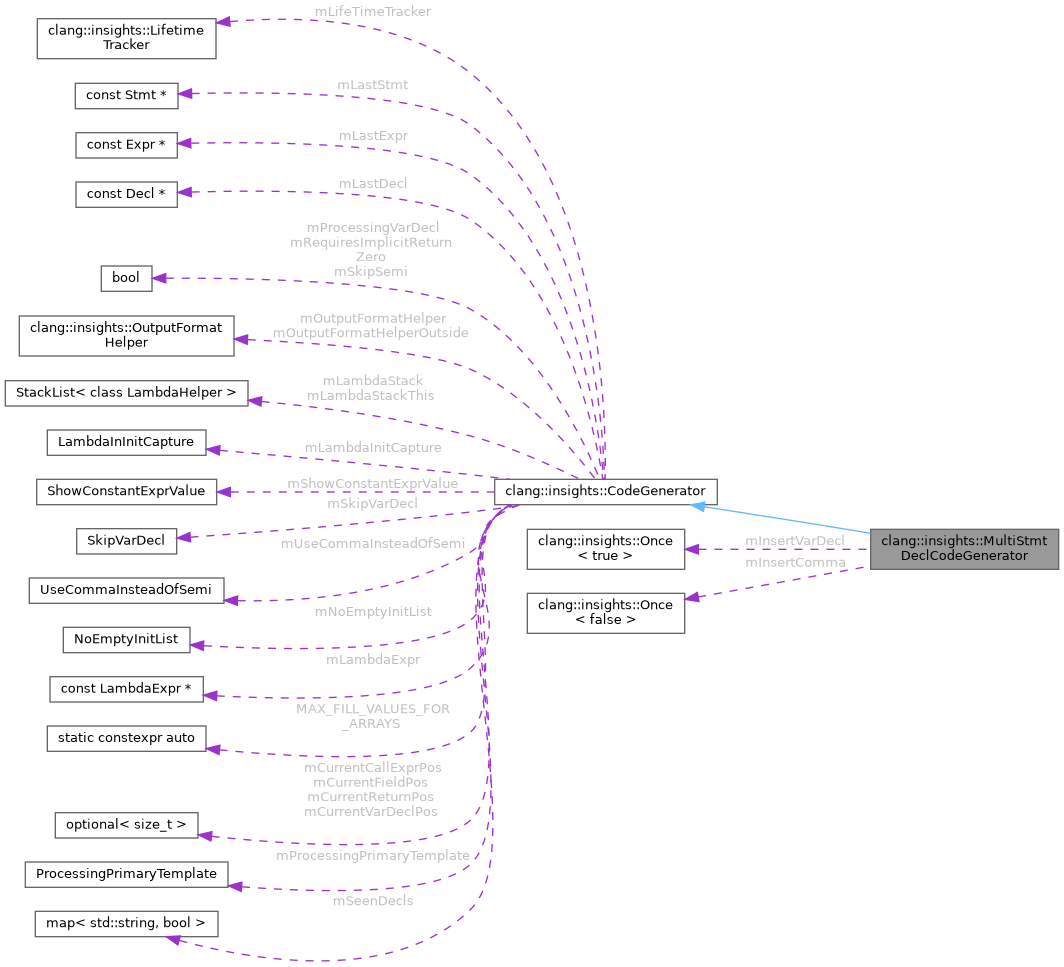 mLifeTimeTracker
clang::insights::Lifetime
Tracker
mLastStmt
const Stmt *
mLastExpr
const Expr *
mLastDecl
const Decl *
mProcessingVarDecl
mRequiresImplicitReturn
Zero
mSkipSemi
bool
mOutputFormatHelper
mOutputFormatHelperOutside
clang::insights::OutputFormat
Helper
mLambdaStack
mLambdaStackThis
StackList< class LambdaHelper >
mLambdaInitCapture
LambdaInInitCapture
mShowConstantExprValue
ShowConstantExprValue
clang::insights::CodeGenerator
mSkipVarDecl
SkipVarDecl
mUseCommaInsteadOfSemi
UseCommaInsteadOfSemi
clang::insights::Once
< true >
mInsertVarDecl
mInsertComma
clang::insights::MultiStmt
DeclCodeGenerator
clang::insights::Once
< false >
mNoEmptyInitList
NoEmptyInitList
mLambdaExpr
const LambdaExpr *
MAX_FILL_VALUES_FOR
_ARRAYS
static constexpr auto
mCurrentCallExprPos
mCurrentFieldPos
mCurrentReturnPos
mCurrentVarDeclPos
optional< size_t >
mProcessingPrimaryTemplate
ProcessingPrimaryTemplate
mSeenDecls
map< std::string, bool >